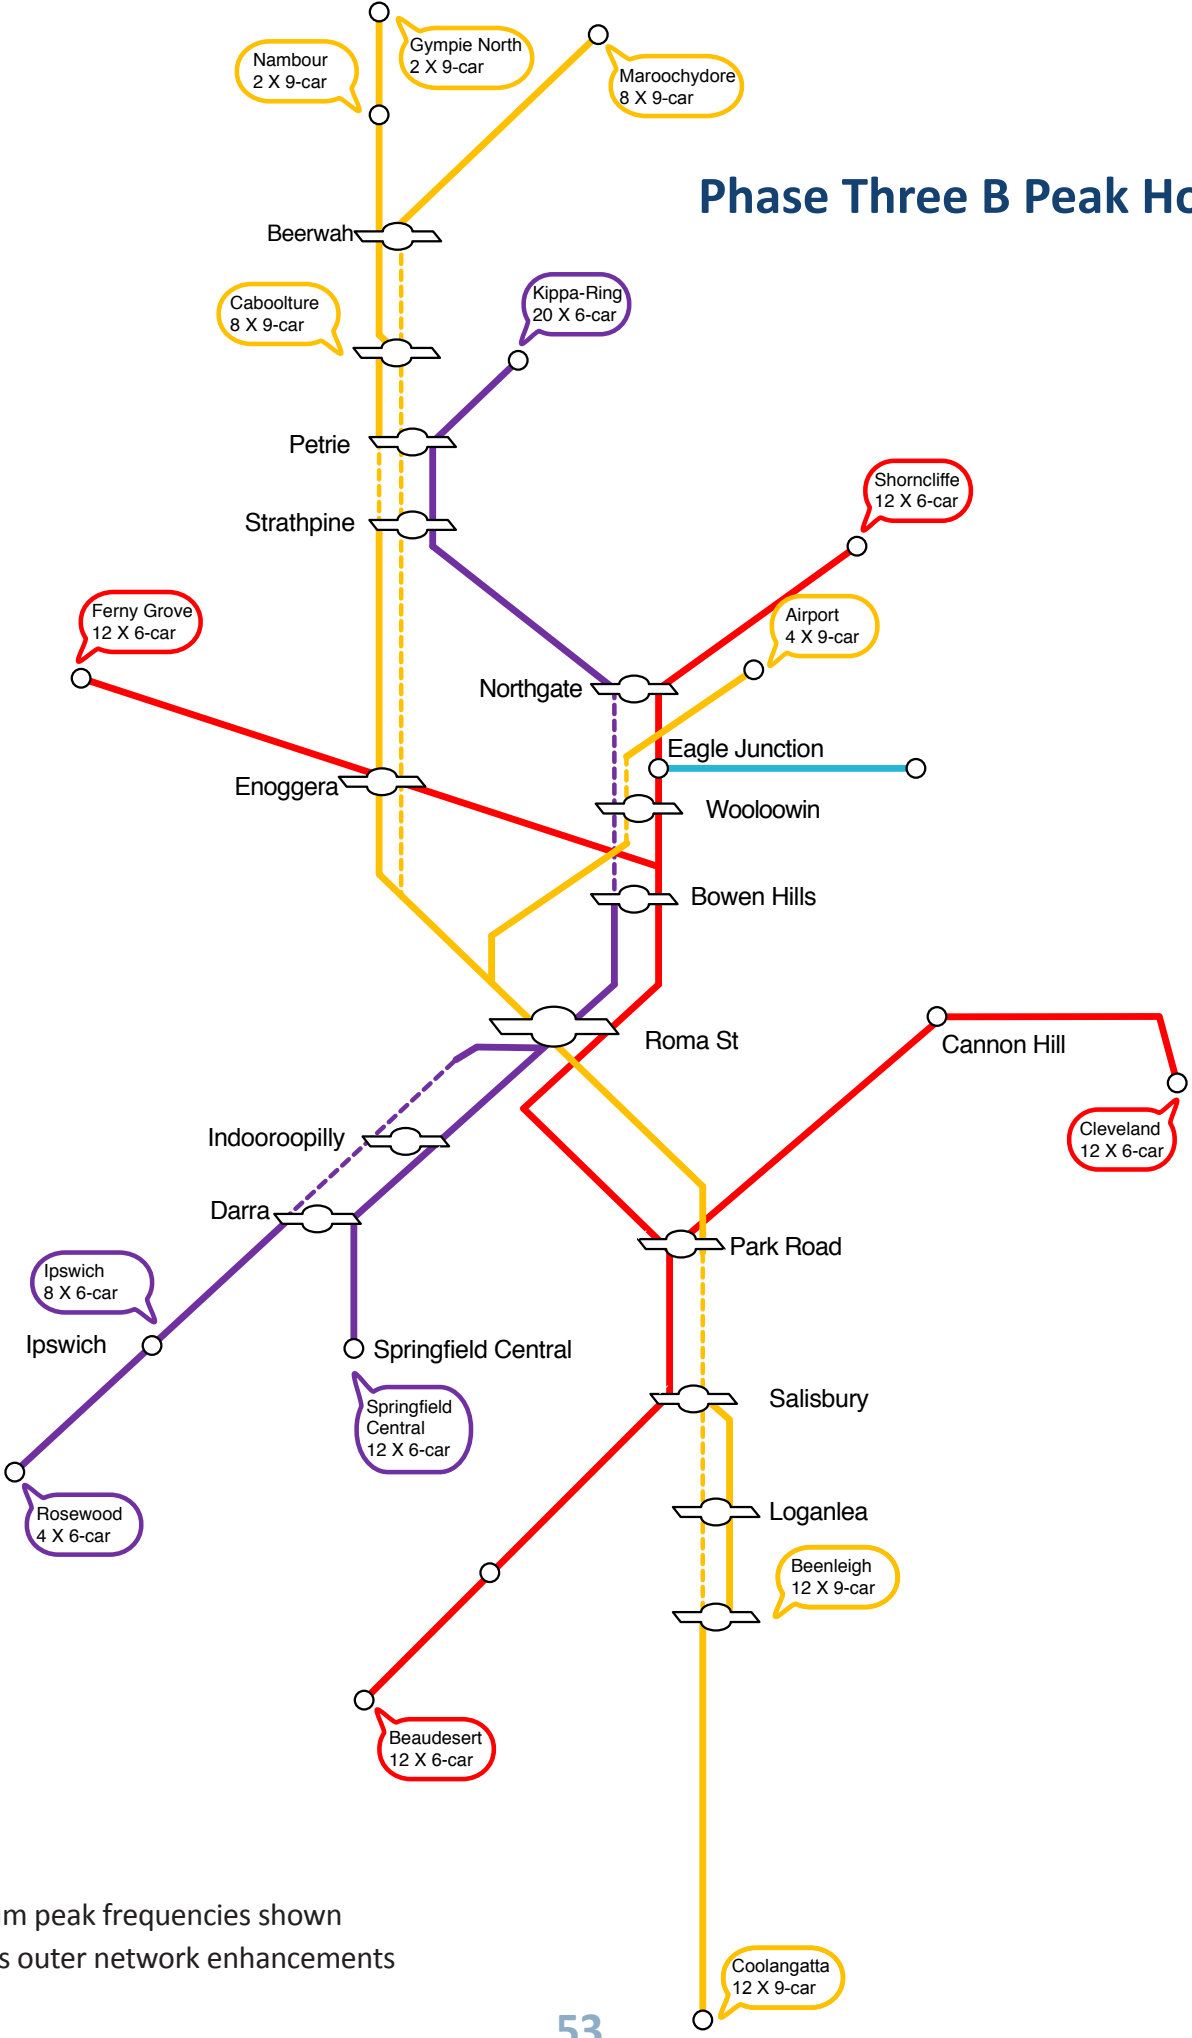 Gympie North
2 X 9-car
Nambour
2 X 9-car
Maroochydore
8 X 9-car
Phase Three B Peak Ho
Beerwah
Caboolture
8 X 9-car
Kippa-Ring
20 X 6-car
Petrie
Strathpine
Shorncliffe
12 X 6-car
Ferny Grove
12 X 6-car
Airport
4 X 9-car
Northgate
Eagle Junction
Enoggera
Wooloowin
Bowen Hills
Roma St
Cannon Hill
Cleveland
12 X 6-car
Indooroopilly
Darra
Park Road
Ipswich
8 X 6-car
Ipswich
Springfield Central
Salisbury
Springfield
Central
12 X 6-car
Rosewood
4 X 6-car
Loganlea
Beenleigh
12 X 9-car
Beaudesert
12 X 6-car
im peak frequencies shown
s outer network enhancements
Coolangatta
12 X 9-car
53